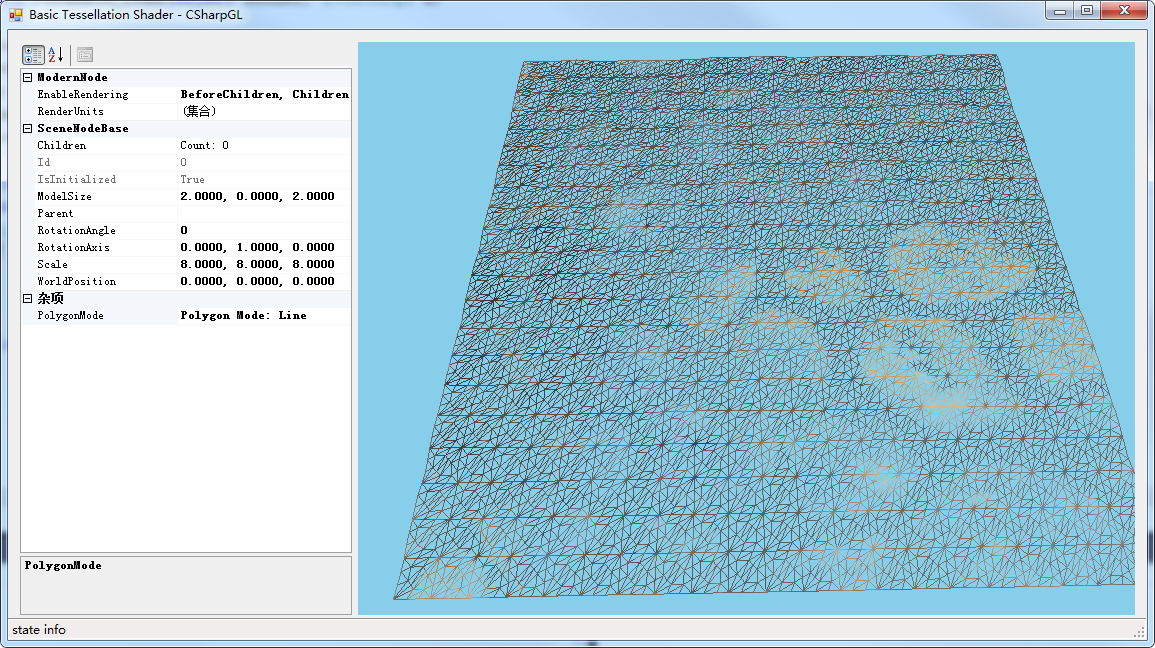 Basic Tessellation Shader - CSharpGL
ModernNode
EnableRendering BeforeChildren, Children
RenderUnits (集合)
SceneNodeBase
Children Count: 0
Id 0
IsInitialized True
ModelSize 2.0000, 0.0000, 2.0000
Parent
RotationAngle 0
RotationAxis 0.0000, 1.0000, 0.0000
Scale 8.0000, 8.0000, 8.0000
WorldPosition 0.0000, 0.0000, 0.0000
杂项
PolygonMode Polygon Mode: Line
PolygonMode
state info